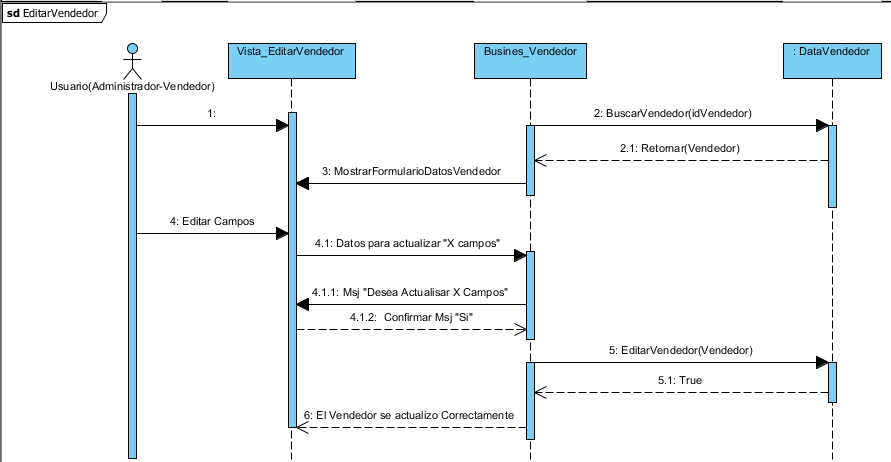 sd EditarVendedor
Vista_EditarVendedor
Busines_Vendedor
: DataVendedor
Usuario(Administrador-Vendedor)
1:
2: BuscarVendedor(idVendedor)
2.1: Retornar(Vendedor)
3: MostrarFormularioDatosVendedor
4: Editar Campos
4.1: Datos para actualizar "X campos"
4.1.1: Msj "Desea Actualisar X Campos"
4.1.2: Confirmar Msj "Si"
5: EditarVendedor(Vendedor)
5.1: True
6: El Vendedor se actualizo Correctamente